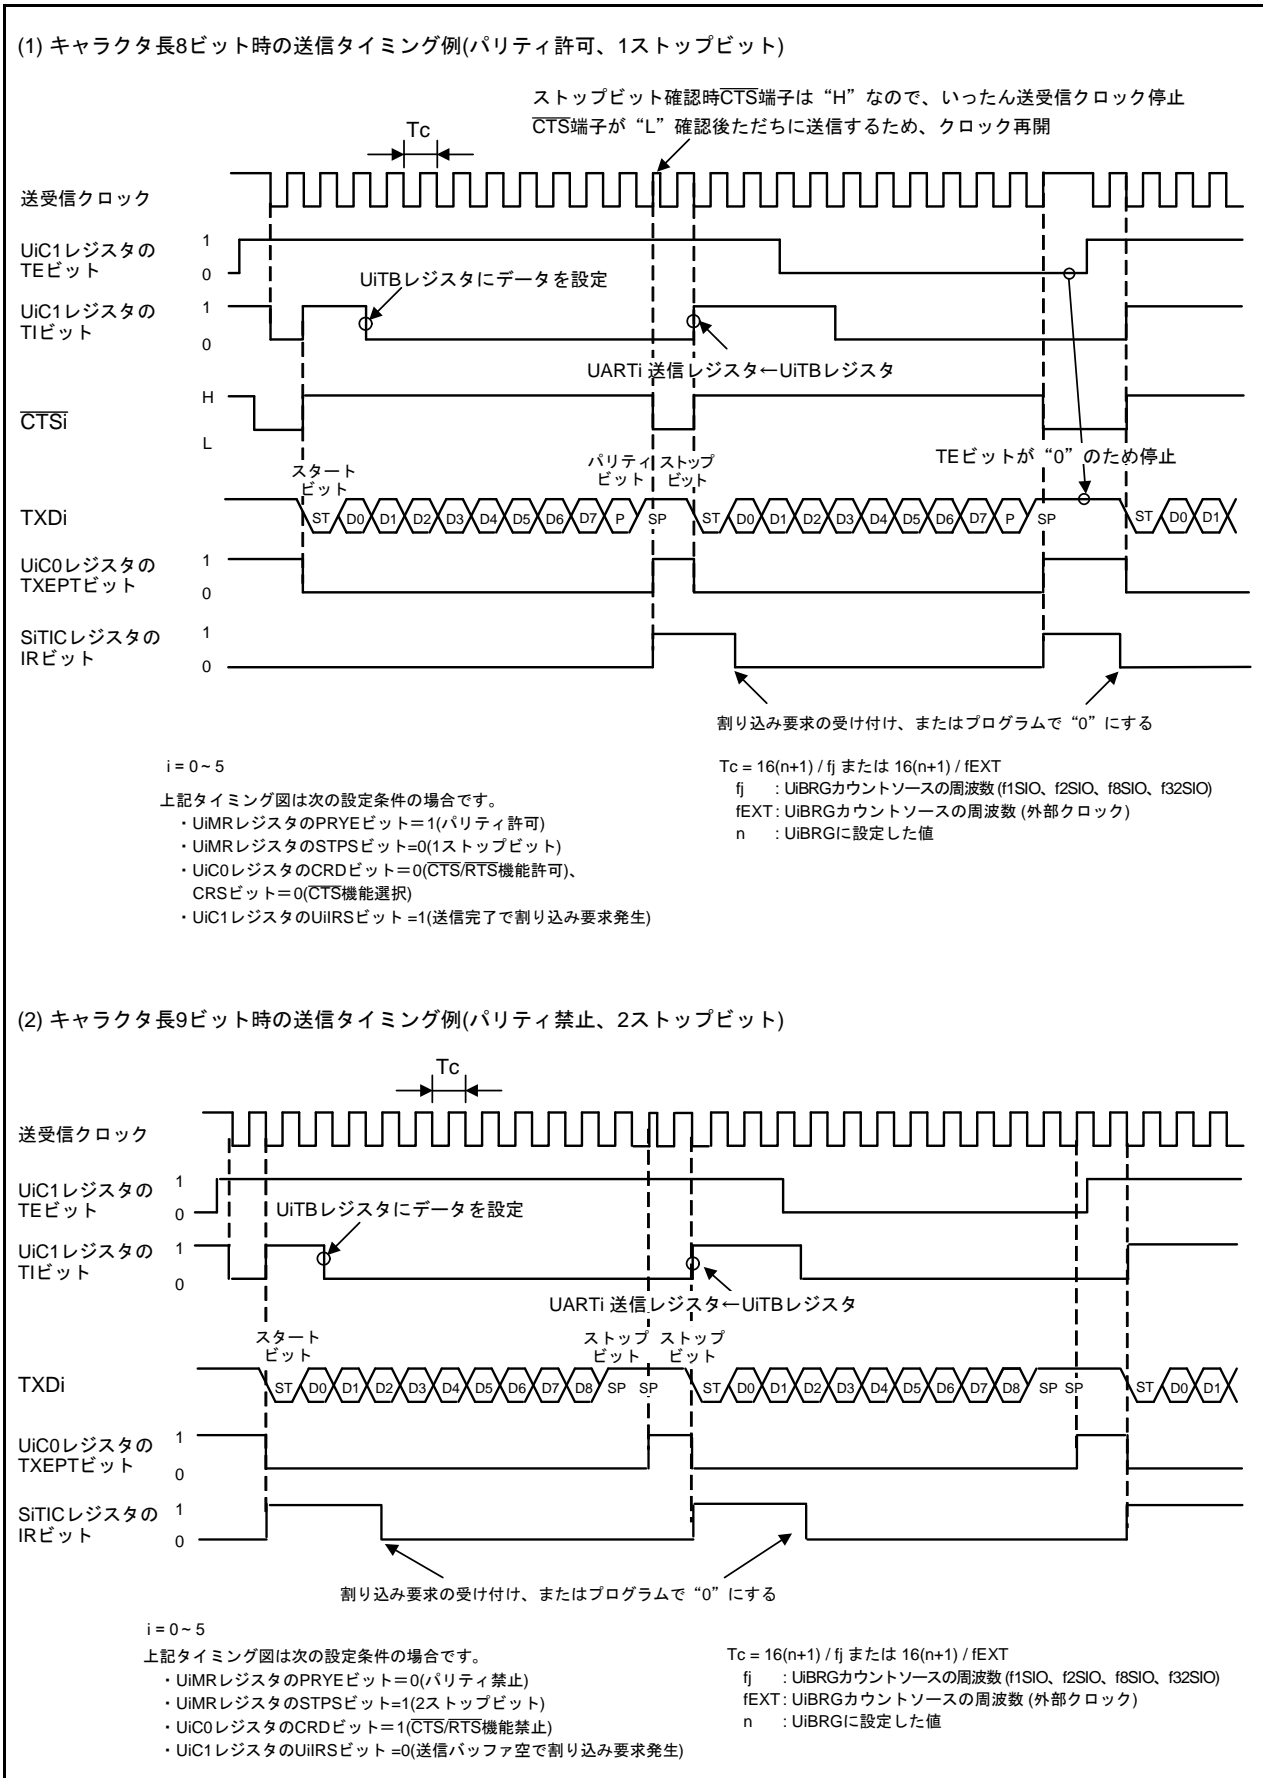 (1) キャラクタ長8ビット時の送信タイミング例(パリティ許可、1ストップビット)
ストップビット確認時CTS端子は“H”なので、いったん送受信クロック停止
CTS端子が“L”確認後ただちに送信するため、クロック再開
Tc
送受信クロック
UiC1レジスタの
TEビット
1
0
UiTBレジスタにデータを設定
UiC1レジスタの
TIビット
1
0
UARTi 送信レジスタ←UiTBレジスタ
CTSi
H
L
TEビットが“0”のため停止
スタート
ビット
パリティ
ビット
ストップ
ビット
TXDi
ST D0 D1 D2 D3 D4 D5 D6 D7 P SP ST D0 D1 D2 D3 D4 D5 D6 D7 P SP ST D0 D1
UiC0レジスタの
TXEPTビット
1
0
SiTICレジスタの
IRビット
1
0
割り込み要求の受け付け、またはプログラムで“0”にする
i = 0 ~ 5
上記タイミング図は次の設定条件の場合です。
・UiMRレジスタのPRYEビット=1(パリティ許可)
・UiMRレジスタのSTPSビット=0(1ストップビット)
・UiC0レジスタのCRDビット=0(CTS/RTS機能許可)、
CRSビット=0(CTS機能選択)
・UiC1レジスタのUiIRSビット =1(送信完了で割り込み要求発生)
Tc = 16(n+1) / fj または 16(n+1) / fEXT
fj : UiBRGカウントソースの周波数 (f1SIO、f2SIO、f8SIO、f32SIO)
fEXT : UiBRGカウントソースの周波数 (外部クロック)
n : UiBRGに設定した値
(2) キャラクタ長9ビット時の送信タイミング例(パリティ禁止、2ストップビット)
Tc
送受信クロック
UiC1レジスタの
TEビット
1
0
UiTBレジスタにデータを設定
UiC1レジスタの
TIビット
1
0
UARTi 送信レジスタ←UiTBレジスタ
スタート
ビット
ストップ
ビット
ストップ
ビット
TXDi
ST D0 D1 D2 D3 D4 D5 D6 D7 D8 SP SP ST D0 D1 D2 D3 D4 D5 D6 D7 D8 SP SP ST D0 D1
UiC0レジスタの
TXEPTビット
1
0
SiTICレジスタの
IRビット
1
0
割り込み要求の受け付け、またはプログラムで“0”にする
i = 0 ~ 5
上記タイミング図は次の設定条件の場合です。
・UiMRレジスタのPRYEビット=0(パリティ禁止)
・UiMRレジスタのSTPSビット=1(2ストップビット)
・UiC0レジスタのCRDビット=1(CTS/RTS機能禁止)
・UiC1レジスタのUiIRSビット =0(送信バッファ空で割り込み要求発生)
Tc = 16(n+1) / fj または 16(n+1) / fEXT
fj : UiBRGカウントソースの周波数 (f1SIO、f2SIO、f8SIO、f32SIO)
fEXT : UiBRGカウントソースの周波数 (外部クロック)
n : UiBRGに設定した値